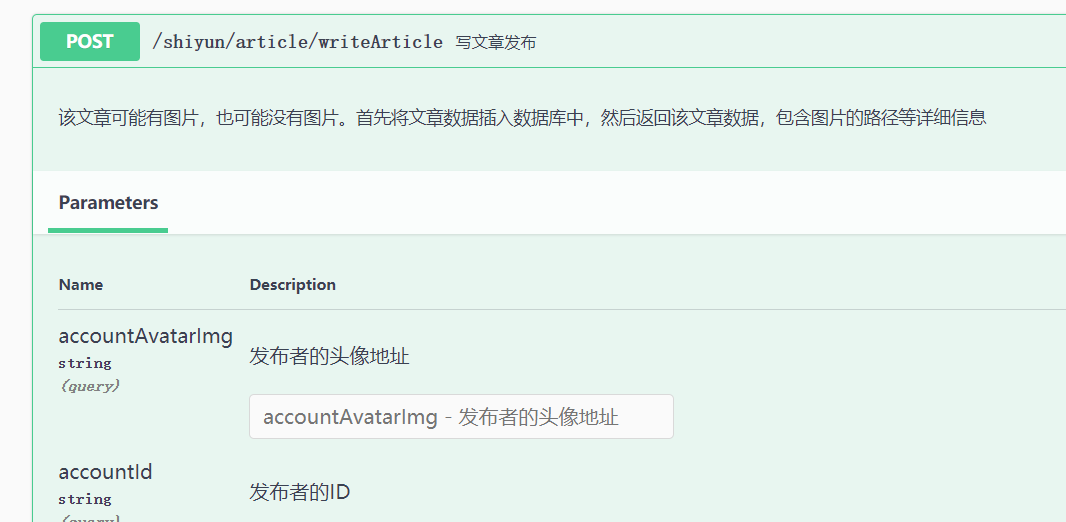 POST /shiyun/article/writeArticle 写文章发布
该文章可能有图片，也可能没有图片。首先将文章数据插入数据库中，然后返回该文章数据，包含图片的路径等详细信息
Parameters
Name Description
accountAvatarImg
string
(query)
发布者的头像地址
accountAvatarImg - 发布者的头像地址
accountId
string
(query)
发布者的ID